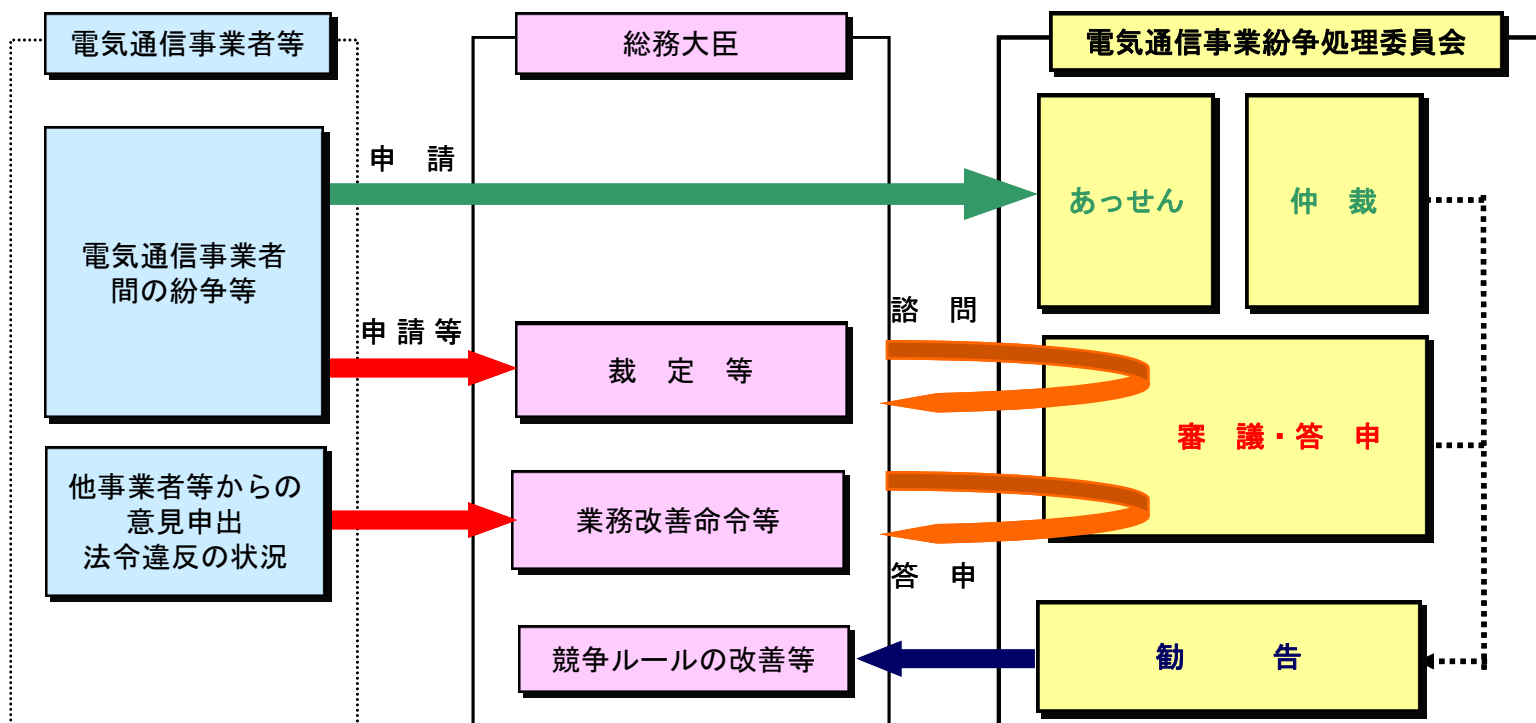 電気通信事業者等
総務大臣
電気通信事業紛争処理委員会
申　請
あっせん
仲　裁
電気通信事業者
間の紛争等
諮　問
申 請 等
裁　定　等
審　議・答　申
他事業者等からの
意見申出
法令違反の状況
業務改善命令等
答　申
競争ルールの改善等
勧　　　告